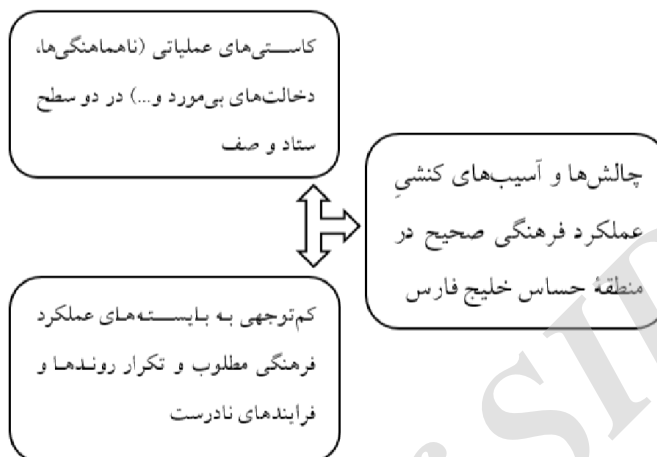 کاستی‌های عملیاتی (ناهماهنگی‌ها،
دخالت‌های بی‌مورد و...) در دو سطح
ستاد و صف
چالش‌ها و آسیب‌های کنشیِ
عملکرد فرهنگی صحیح در
منطقهٔ حساس خلیج فارس
کم‌توجهی به بایسته‌های عملکرد
فرهنگی مطلوب و تکرار روندها و
فرایندهای نادرست
SI